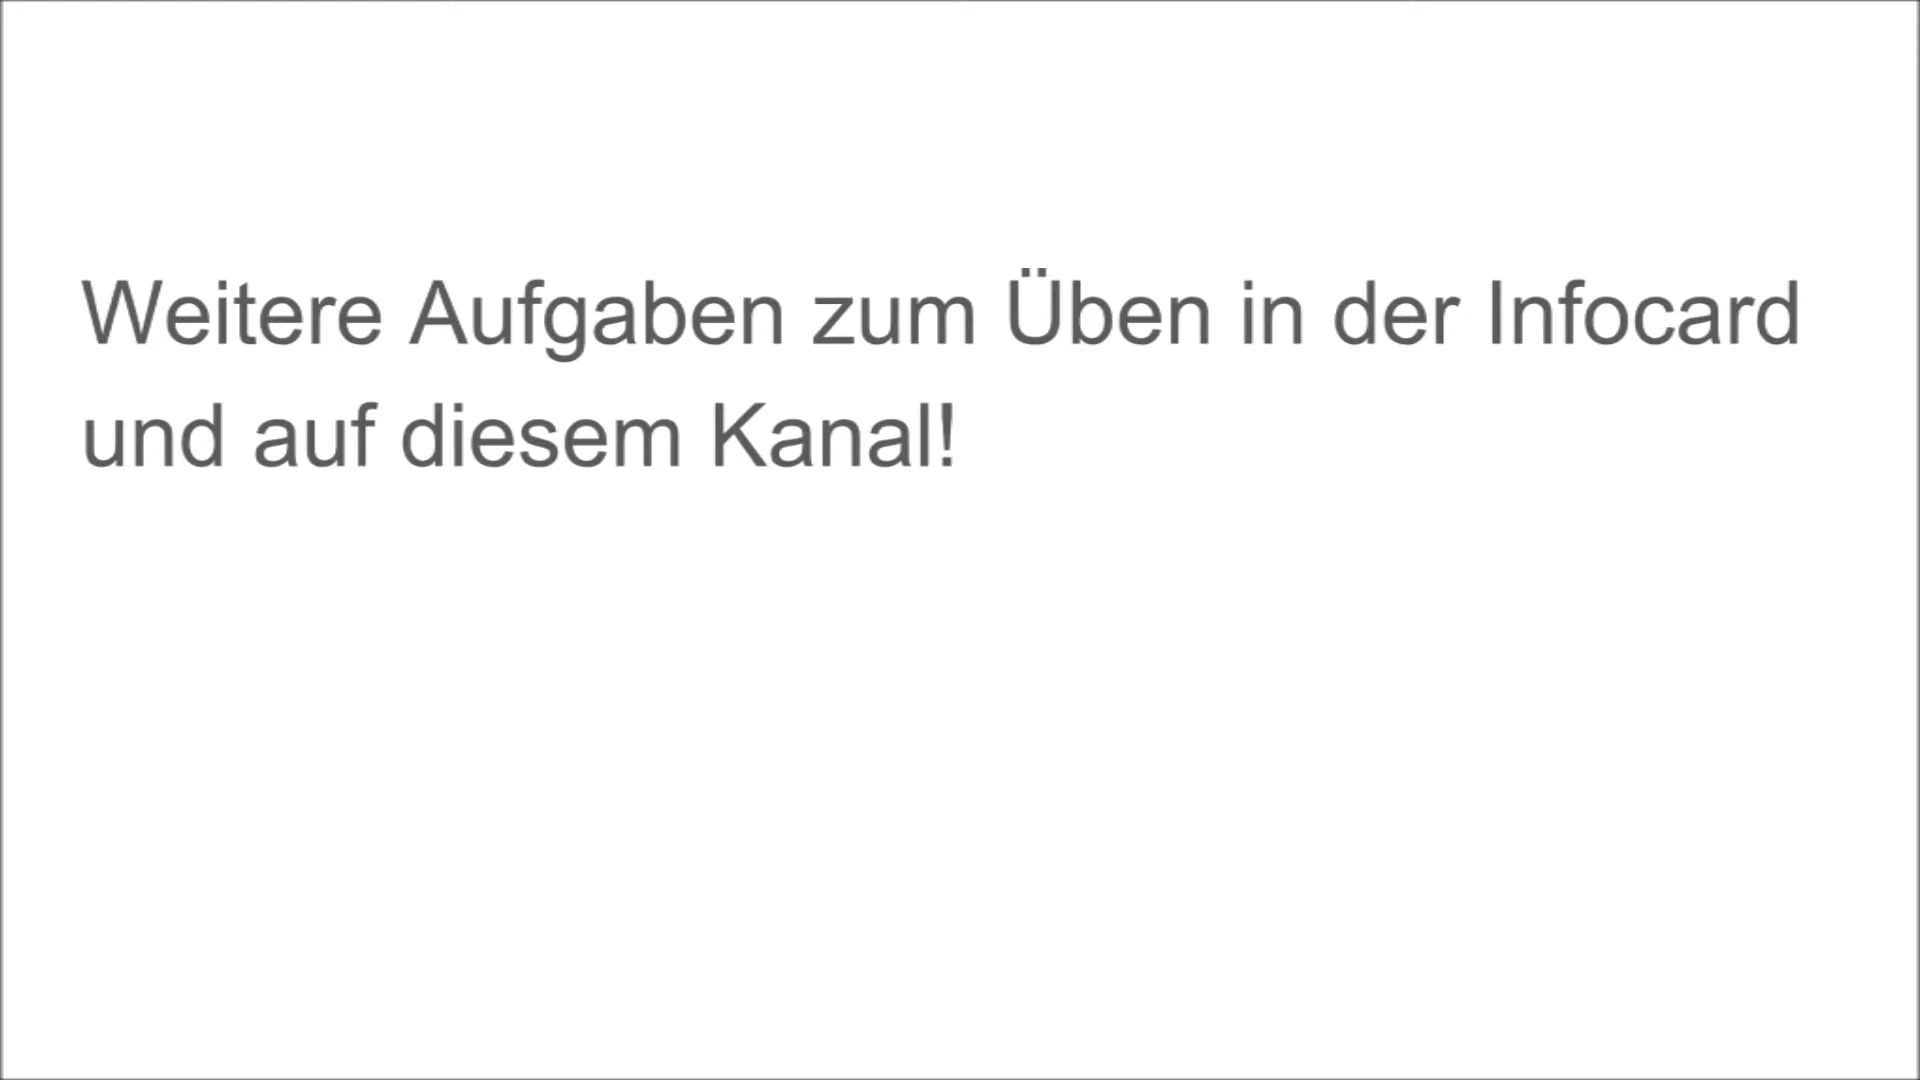 Weitere Aufgaben zum Üben in der Infocard
und auf diesem Kanal!